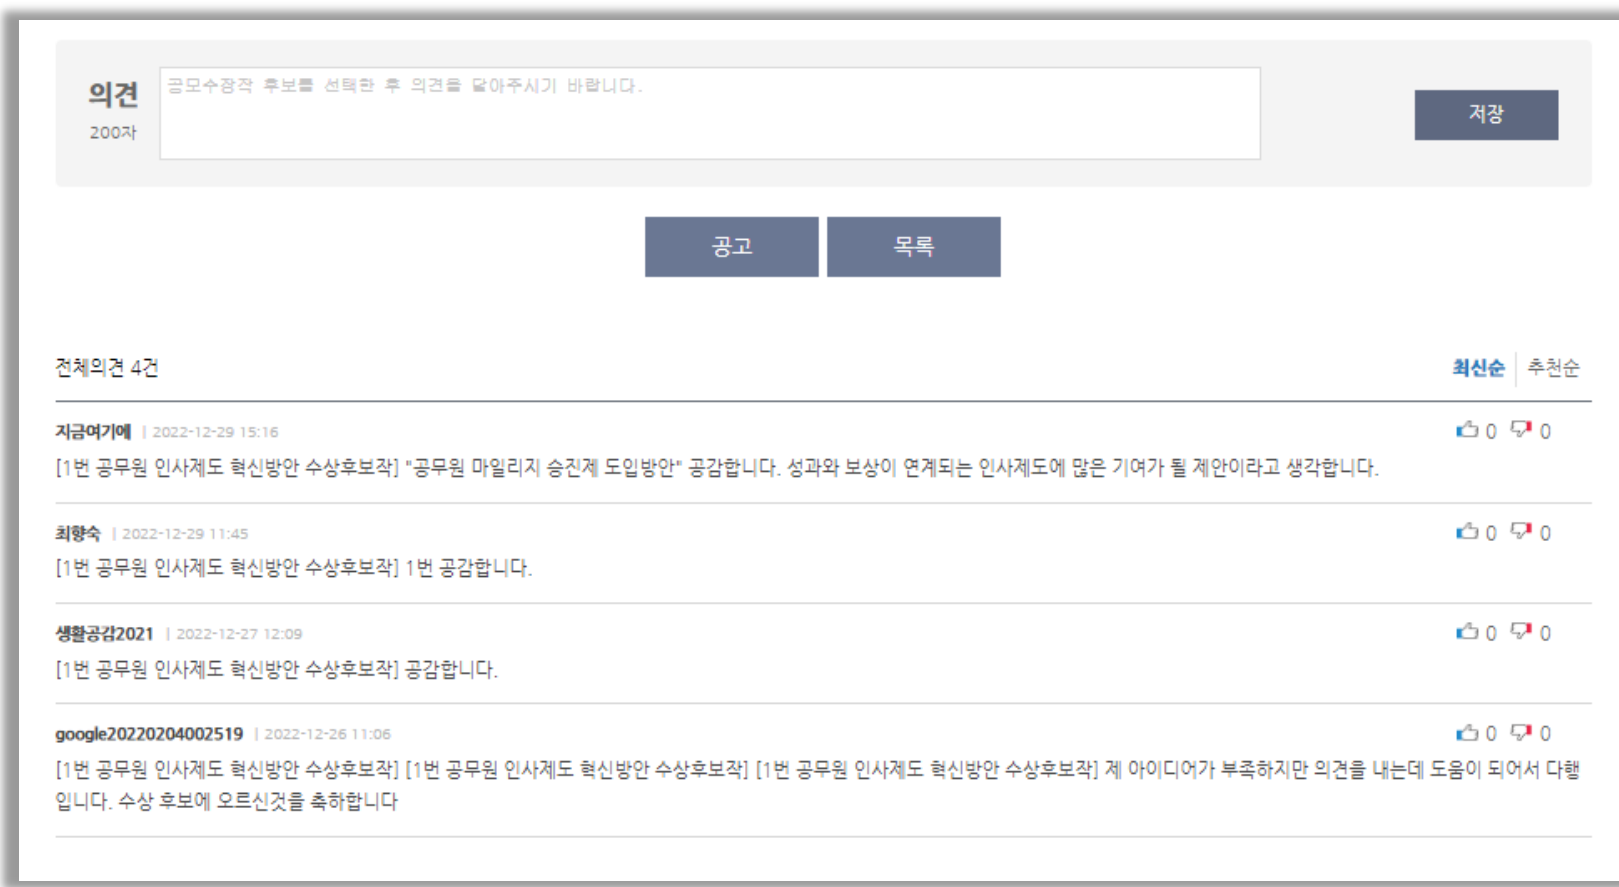 의견
200자
공모수장작 후보를 선택한 후 의견을 달아주시기 바랍니다.
저장
공고
목록
전체의견 4건
최신순 추천순
지금여기에 | 2022-12-29 15:16
0 0
[1번 공무원 인사제도 혁신방안 수상후보작] "공무원 마일리지 승진제 도입방안" 공감합니다. 성과와 보상이 연계되는 인사제도에 많은 기여가 될 제안이라고 생각합니다.
최향숙 | 2022-12-29 11:45
0 0
[1번 공무원 인사제도 혁신방안 수상후보작] 1번 공감합니다.
생활공감2021 | 2022-12-27 12:09
0 0
[1번 공무원 인사제도 혁신방안 수상후보작] 공감합니다.
google20220204002519 | 2022-12-26 11:06
0 0
[1번 공무원 인사제도 혁신방안 수상후보작] [1번 공무원 인사제도 혁신방안 수상후보작] [1번 공무원 인사제도 혁신방안 수상후보작] 제 아이디어가 부족하지만 의견을 내는데 도움이 되어서 다행
입니다. 수상 후보에 오르신것을 축하합니다